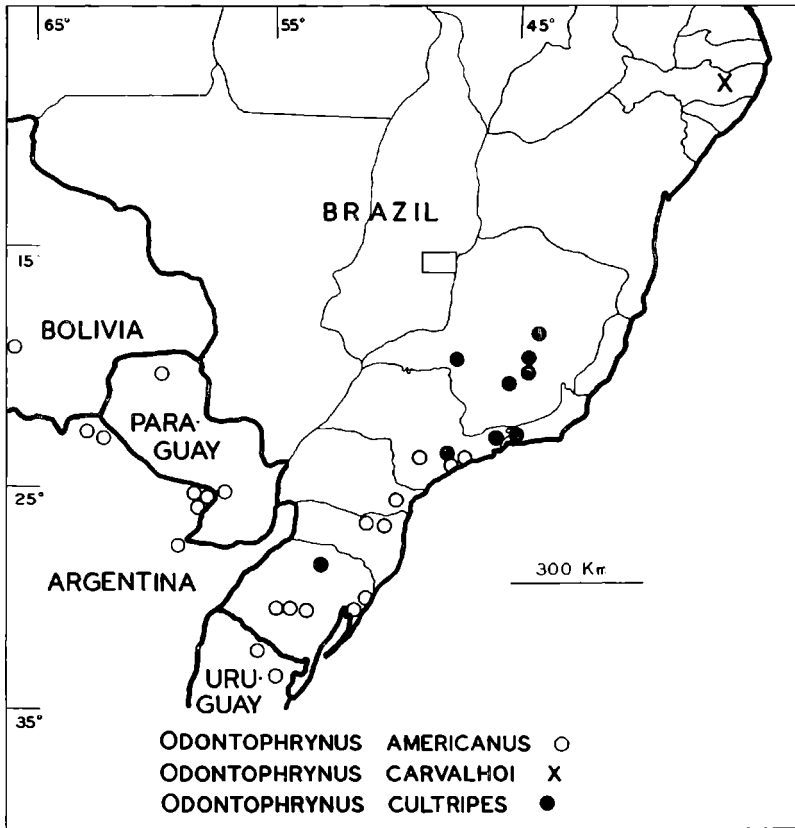 65° 55° 45°
X
BRAZIL
15°
BOLIVIA
PARA-
GUAY
25°
ARGENTINA
300 Km
URU-
GUAY
35°
ODONTOPHRYNUS AMERICANUS
ODONTOPHRYNUS CARVALHOI X
ODONTOPHRYNUS CULTRIPES